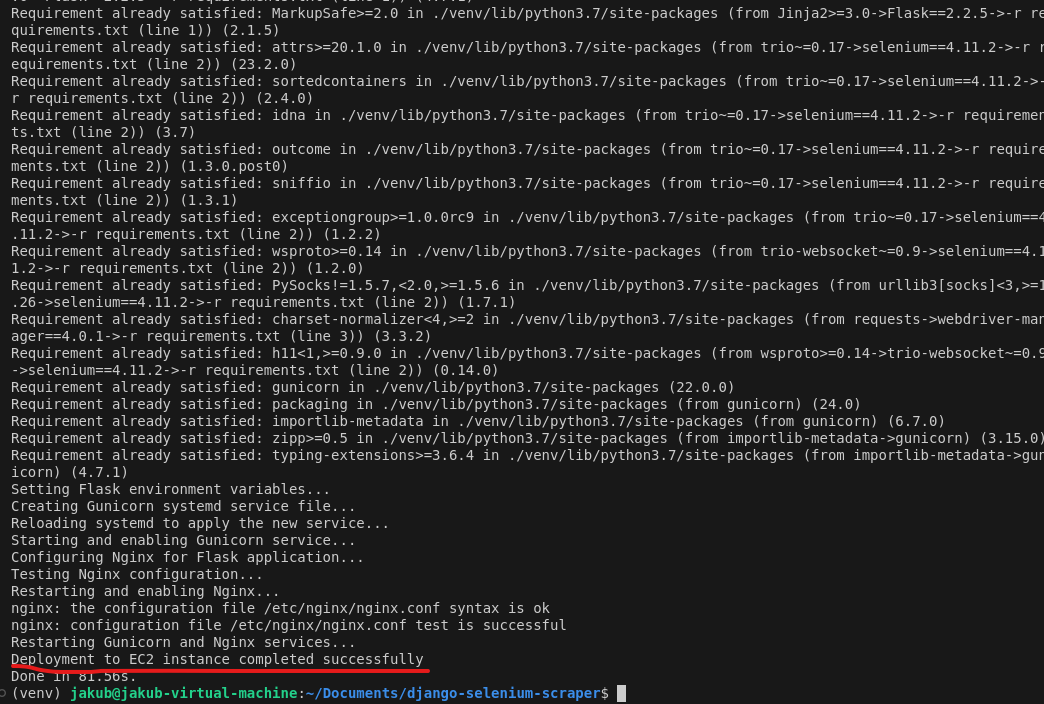 Requirement already satisfied: MarkupSafe>=2.0 in ./venv/lib/python3.7/site-packages (from Jinja2>=3.0->Flask==2.2.5->-r re
quirements.txt (line 1)) (2.1.5)
Requirement already satisfied: attrs>=20.1.0 in ./venv/lib/python3.7/site-packages (from trio~=0.17->selenium==4.11.2->-r r
equirements.txt (line 2)) (23.2.0)
Requirement already satisfied: sortedcontainers in ./venv/lib/python3.7/site-packages (from trio~=0.17->selenium==4.11.2->-
r requirements.txt (line 2)) (2.4.0)
Requirement already satisfied: idna in ./venv/lib/python3.7/site-packages (from trio~=0.17->selenium==4.11.2->-r requiremen
ts.txt (line 2)) (3.7)
Requirement already satisfied: outcome in ./venv/lib/python3.7/site-packages (from trio~=0.17->selenium==4.11.2->-r require
ments.txt (line 2)) (1.3.0.post0)
Requirement already satisfied: sniffio in ./venv/lib/python3.7/site-packages (from trio~=0.17->selenium==4.11.2->-r require
ments.txt (line 2)) (1.3.1)
Requirement already satisfied: exceptiongroup>=1.0.0rc9 in ./venv/lib/python3.7/site-packages (from trio~=0.17->selenium==4
.11.2->-r requirements.txt (line 2)) (1.2.2)
Requirement already satisfied: wsproto>=0.14 in ./venv/lib/python3.7/site-packages (from trio-websocket~=0.9->selenium==4.1
1.2->-r requirements.txt (line 2)) (1.2.0)
Requirement already satisfied: PySocks!=1.5.7,<2.0,>=1.5.6 in ./venv/lib/python3.7/site-packages (from urllib3[socks]<3,>=1
.26->selenium==4.11.2->-r requirements.txt (line 2)) (1.7.1)
Requirement already satisfied: charset-normalizer<4,>=2 in ./venv/lib/python3.7/site-packages (from requests->webdriver-man
ager==4.0.1->-r requirements.txt (line 3)) (3.3.2)
Requirement already satisfied: h11<1,>=0.9.0 in ./venv/lib/python3.7/site-packages (from wsproto>=0.14->trio-websocket~=0.9
->selenium==4.11.2->-r requirements.txt (line 2)) (0.14.0)
Requirement already satisfied: gunicorn in ./venv/lib/python3.7/site-packages (22.0.0)
Requirement already satisfied: packaging in ./venv/lib/python3.7/site-packages (from gunicorn) (24.0)
Requirement already satisfied: importlib-metadata in ./venv/lib/python3.7/site-packages (from gunicorn) (6.7.0)
Requirement already satisfied: zipp>=0.5 in ./venv/lib/python3.7/site-packages (from importlib-metadata->gunicorn) (3.15.0)
Requirement already satisfied: typing-extensions>=3.6.4 in ./venv/lib/python3.7/site-packages (from importlib-metadata->gun
icorn) (4.7.1)
Setting Flask environment variables...
Creating Gunicorn systemd service file...
Reloading systemd to apply the new service...
Starting and enabling Gunicorn service...
Configuring Nginx for Flask application...
Testing Nginx configuration...
Restarting and enabling Nginx...
nginx: the configuration file /etc/nginx/nginx.conf syntax is ok
nginx: configuration file /etc/nginx/nginx.conf test is successful
Restarting Gunicorn and Nginx services...
Deployment to EC2 instance completed successfully
Done in 81.56s.
(venv) jakub@jakub-virtual-machine:~/Documents/django-selenium-scraper$